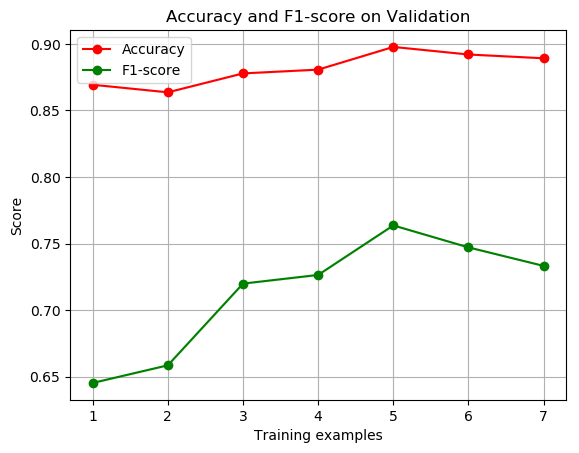 Accuracy and F1-score on Validation
Accuracy
F1-score
0.90
0.85
0.80
0.75
0.70
0.65
Score
1 2 3 4 5 6 7
Training examples